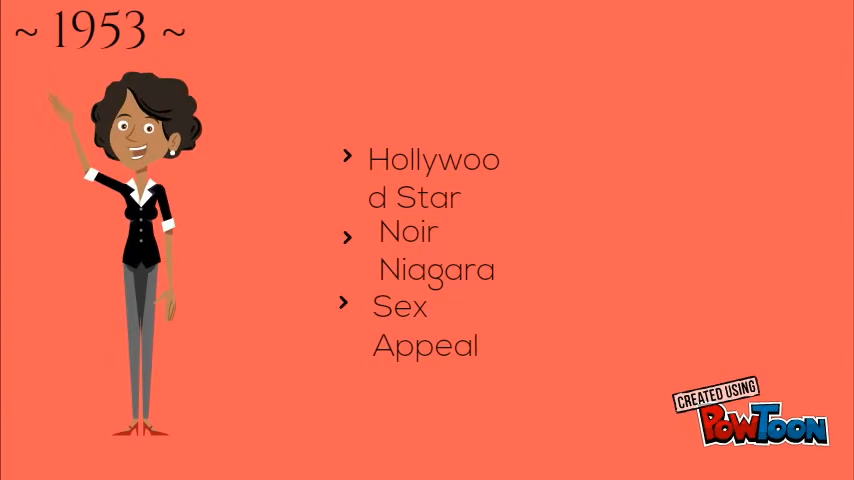 ~ 1953 ~
Hollywoo
d Star
Noir
Niagara
Sex
Appeal
CREATED USING
POWTOON